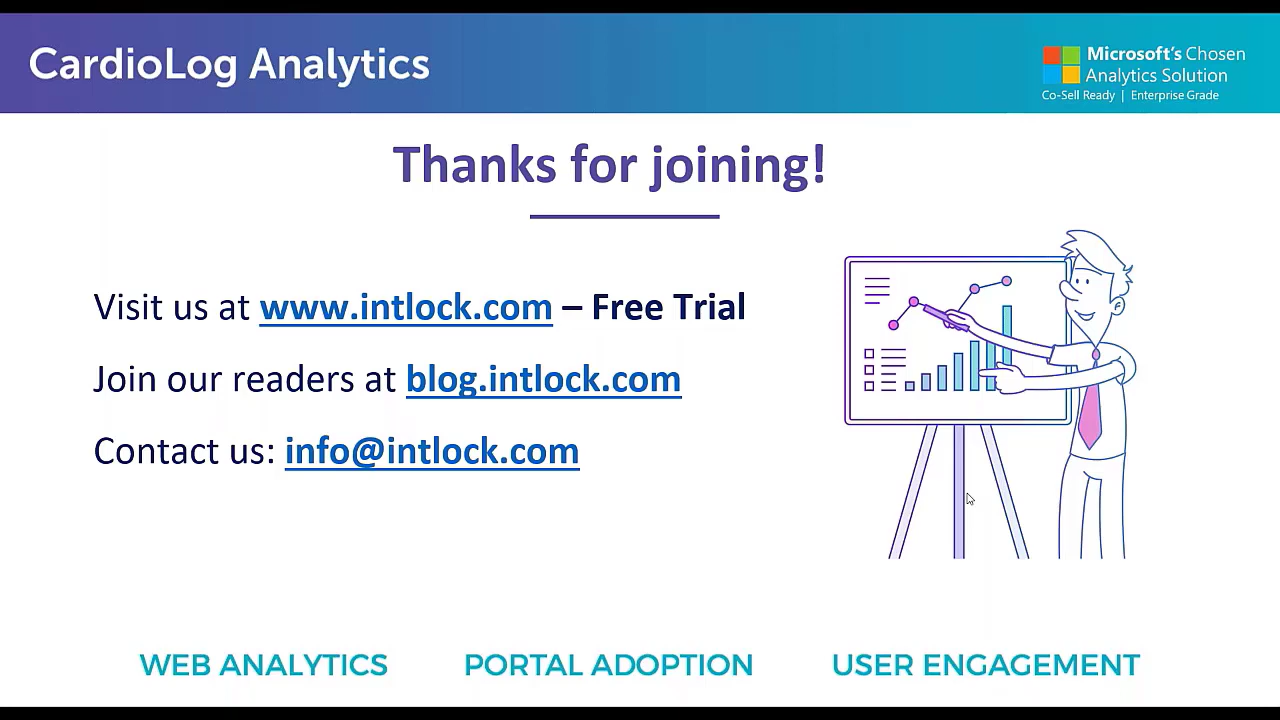 CardioLog Analytics
Microsoft's Chosen
Analytics Solution
Co-Sell Ready | Enterprise Grade
Thanks for joining!
Visit us at www.intlock.com – Free Trial
Join our readers at blog.intlock.com
Contact us: info@intlock.com
WEB ANALYTICS
PORTAL ADOPTION
USER ENGAGEMENT